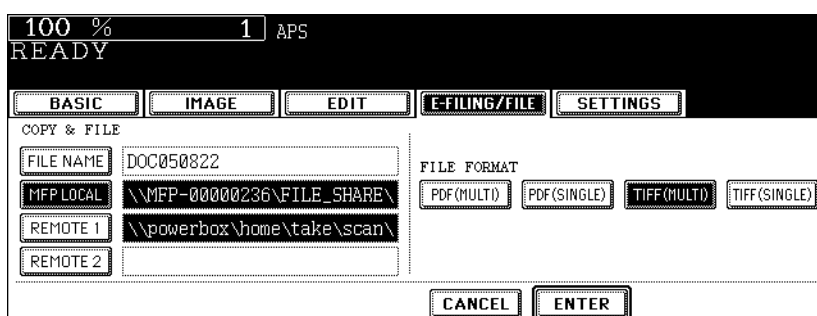 100 % 1 APS
READY
BASIC IMAGE EDIT E-FILING/FILE SETTINGS
COPY & FILE
FILE NAME DOC050822
MFP LOCAL \\MFP-00000236\FILE_SHARE\
REMOTE 1 \\powerbox\home\take\scan\
REMOTE 2
FILE FORMAT
PDF(MULTI) PDF(SINGLE) TIFF(MULTI) TIFF(SINGLE)
CANCEL ENTER